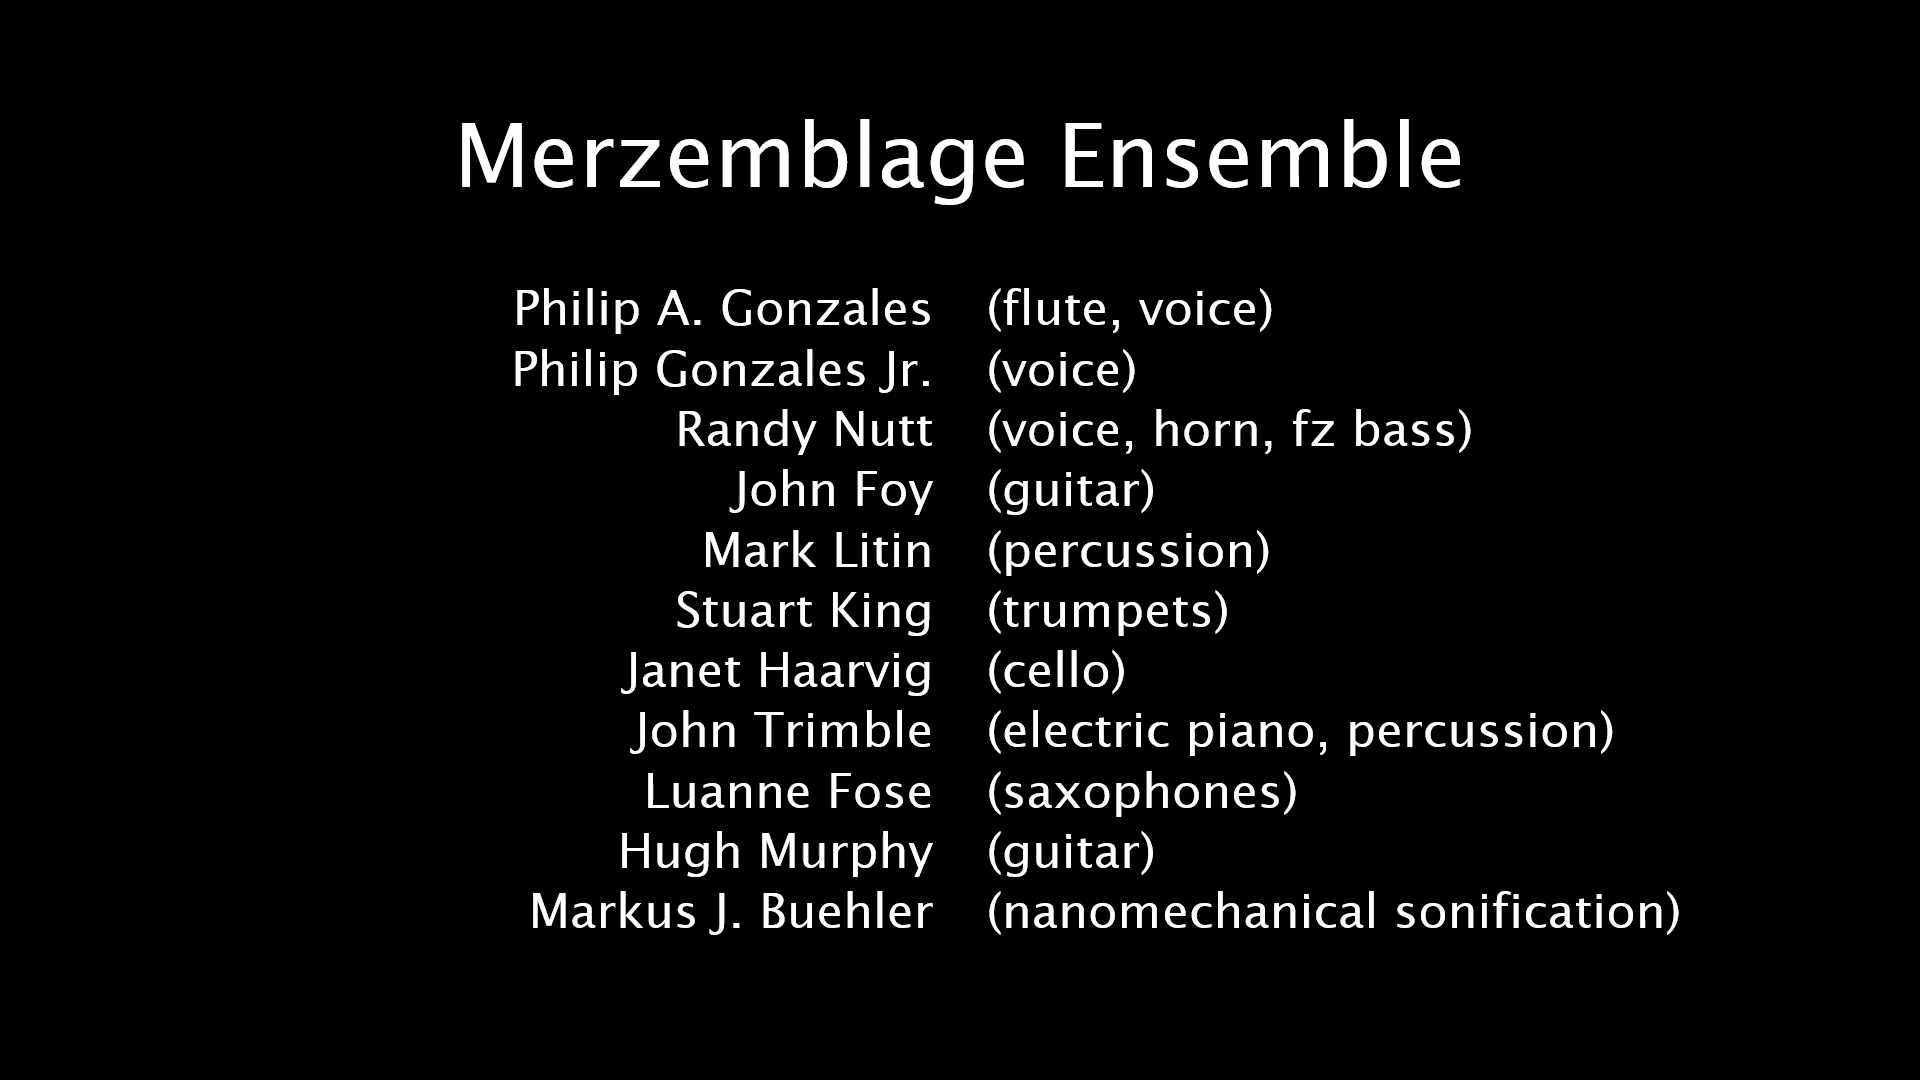 Merzemblage Ensemble
Philip A. Gonzales (flute, voice)
Philip Gonzales Jr. (voice)
Randy Nutt (voice, horn, fz bass)
John Foy (guitar)
Mark Litin (percussion)
Stuart King (trumpets)
Janet Haarvig (cello)
John Trimble (electric piano, percussion)
Luanne Fose (saxophones)
Hugh Murphy (guitar)
Markus J. Buehler (nanomechanical sonification)